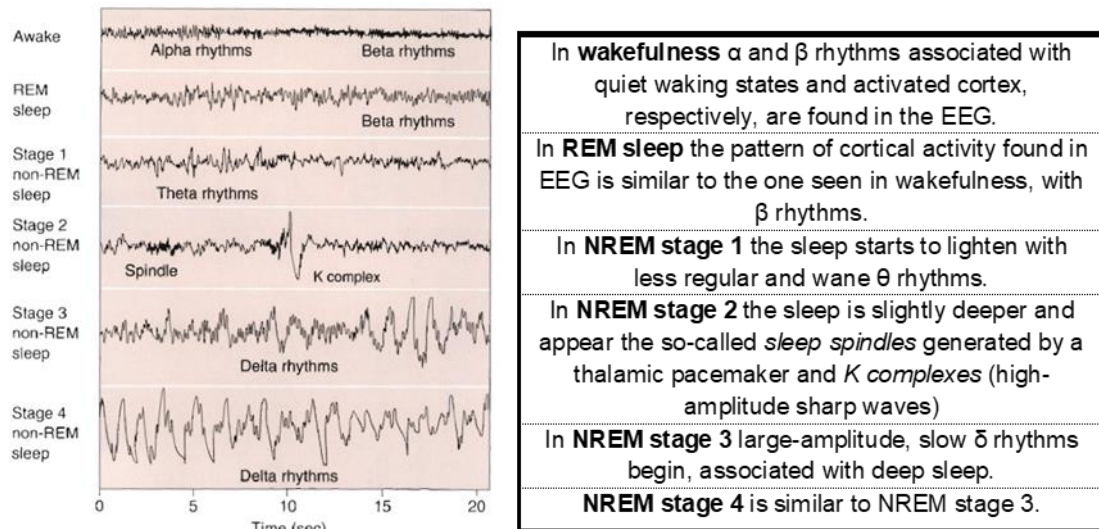 Awake
Alpha rhythms
Beta rhythms
REM
sleep
Beta rhythms
Stage 1
non-REM
sleep
Theta rhythms
Stage 2
non-REM
sleep
Spindle
K complex
Stage 3
non-REM
sleep
Delta rhythms
Stage 4
non-REM
sleep
Delta rhythms
0 5 10 15 20
Time (sec)
In wakefulness α and β rhythms associated with
quiet waking states and activated cortex,
respectively, are found in the EEG.
In REM sleep the pattern of cortical activity found in
EEG is similar to the one seen in wakefulness, with
β rhythms.
In NREM stage 1 the sleep starts to lighten with
less regular and wane θ rhythms.
In NREM stage 2 the sleep is slightly deeper and
appear the so-called sleep spindles generated by a
thalamic pacemaker and K complexes (high-
amplitude sharp waves)
In NREM stage 3 large-amplitude, slow δ rhythms
begin, associated with deep sleep.
NREM stage 4 is similar to NREM stage 3.